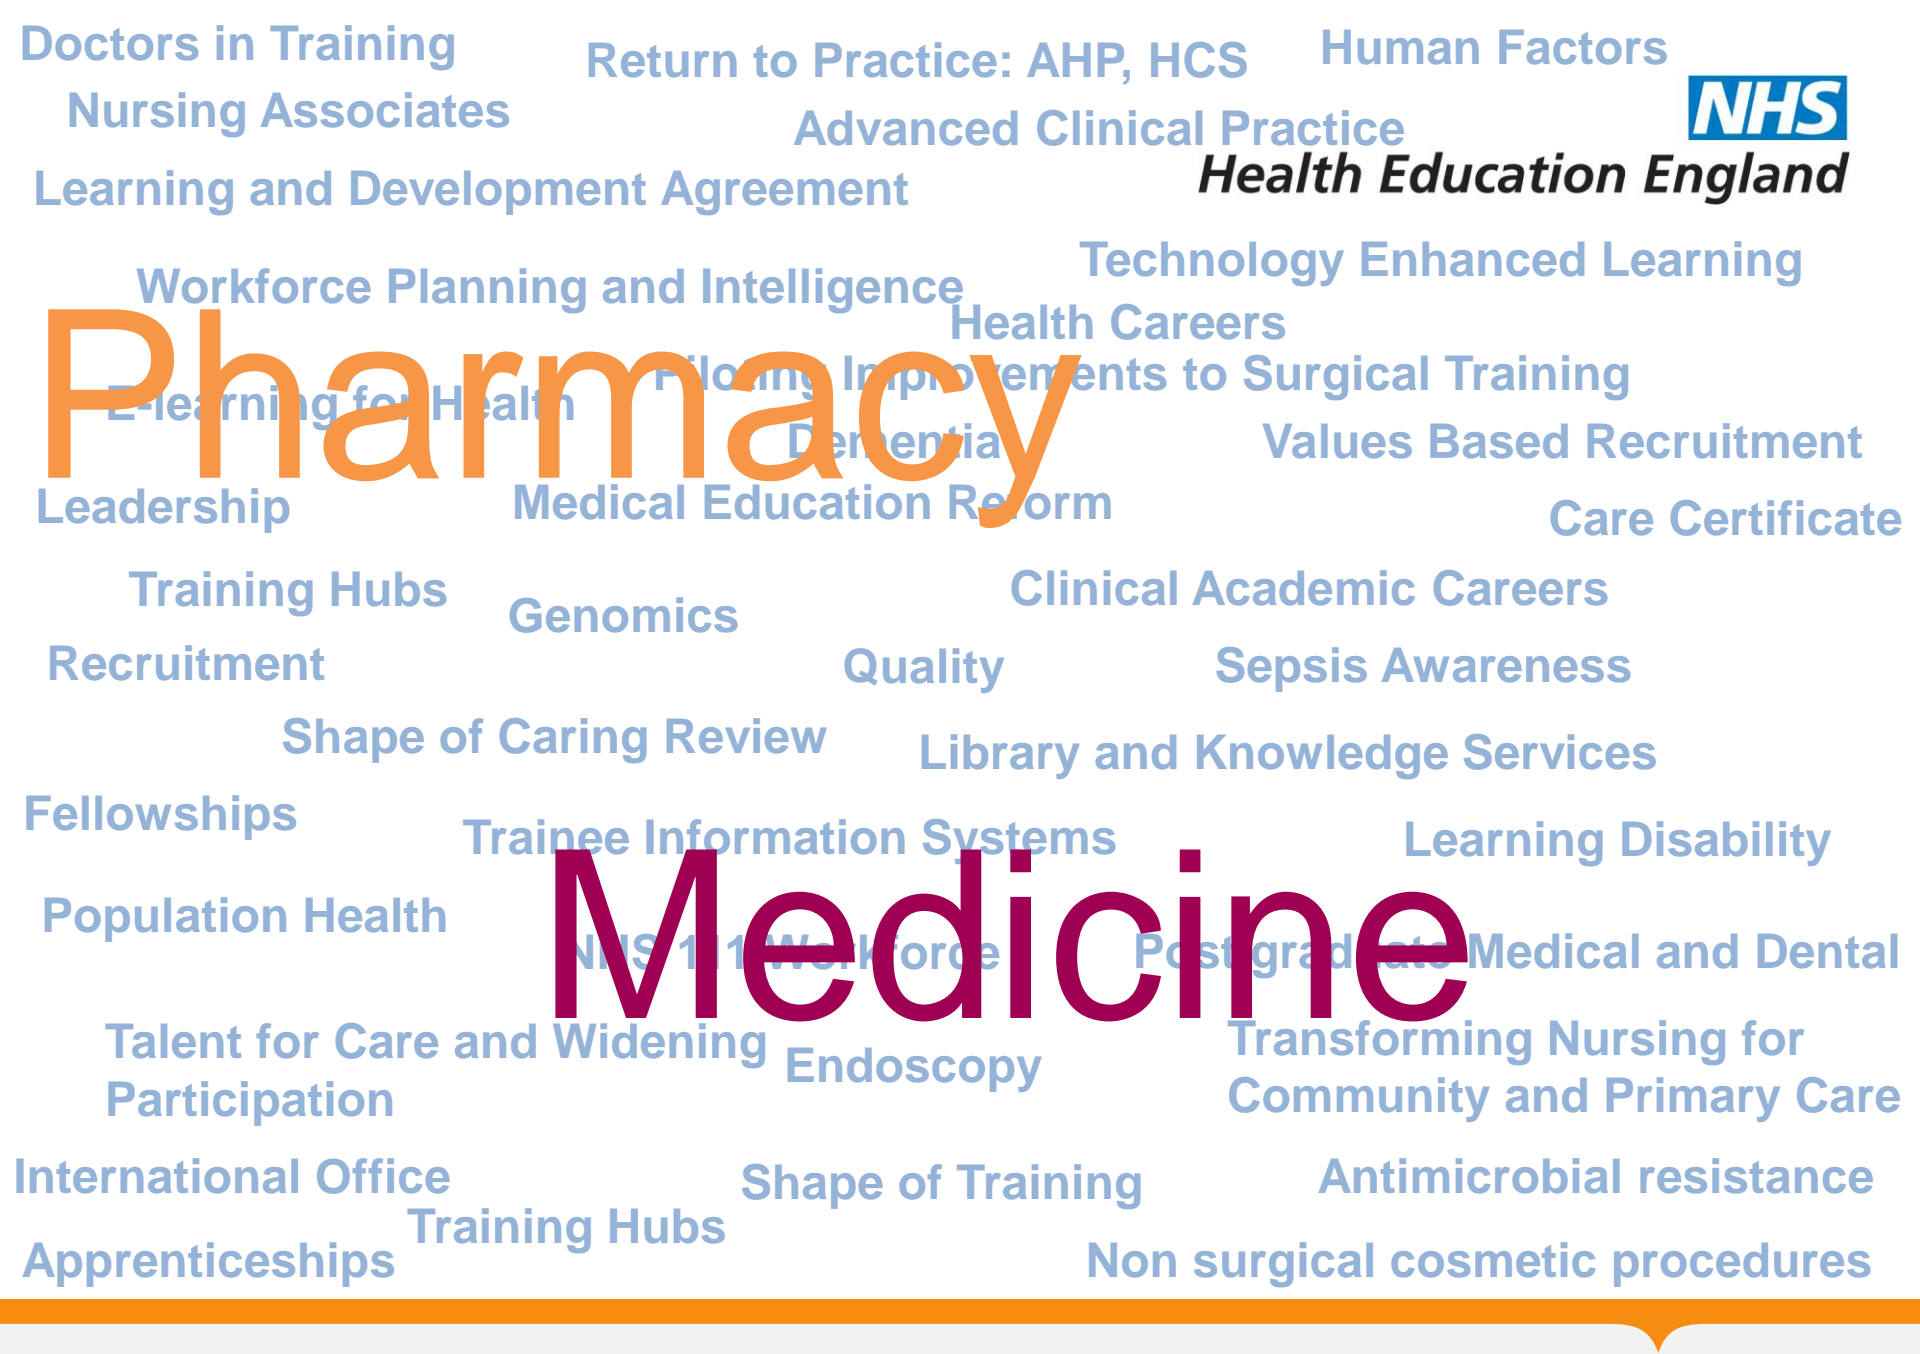 Doctors in Training
Return to Practice: AHP, HCS
Human Factors
Nursing Associates
Advanced Clinical Practice
NHS
Health Education England
Learning and Development Agreement
Technology Enhanced Learning
Workforce Planning and Intelligence
Health Careers
Pharmacy
Piloting Improvements to Surgical Training
E-learning for Health
Dementia
Values Based Recruitment
Leadership
Medical Education Reform
Care Certificate
Training Hubs
Genomics
Clinical Academic Careers
Recruitment
Quality
Sepsis Awareness
Shape of Caring Review
Library and Knowledge Services
Fellowships
Trainee Information Systems
Learning Disability
Medicine
Population Health
NHS 111 Workforce
Postgraduate Medical and Dental
Talent for Care and Widening
Participation
Endoscopy
Transforming Nursing for
Community and Primary Care
International Office
Shape of Training
Antimicrobial resistance
Training Hubs
Apprenticeships
Non surgical cosmetic procedures